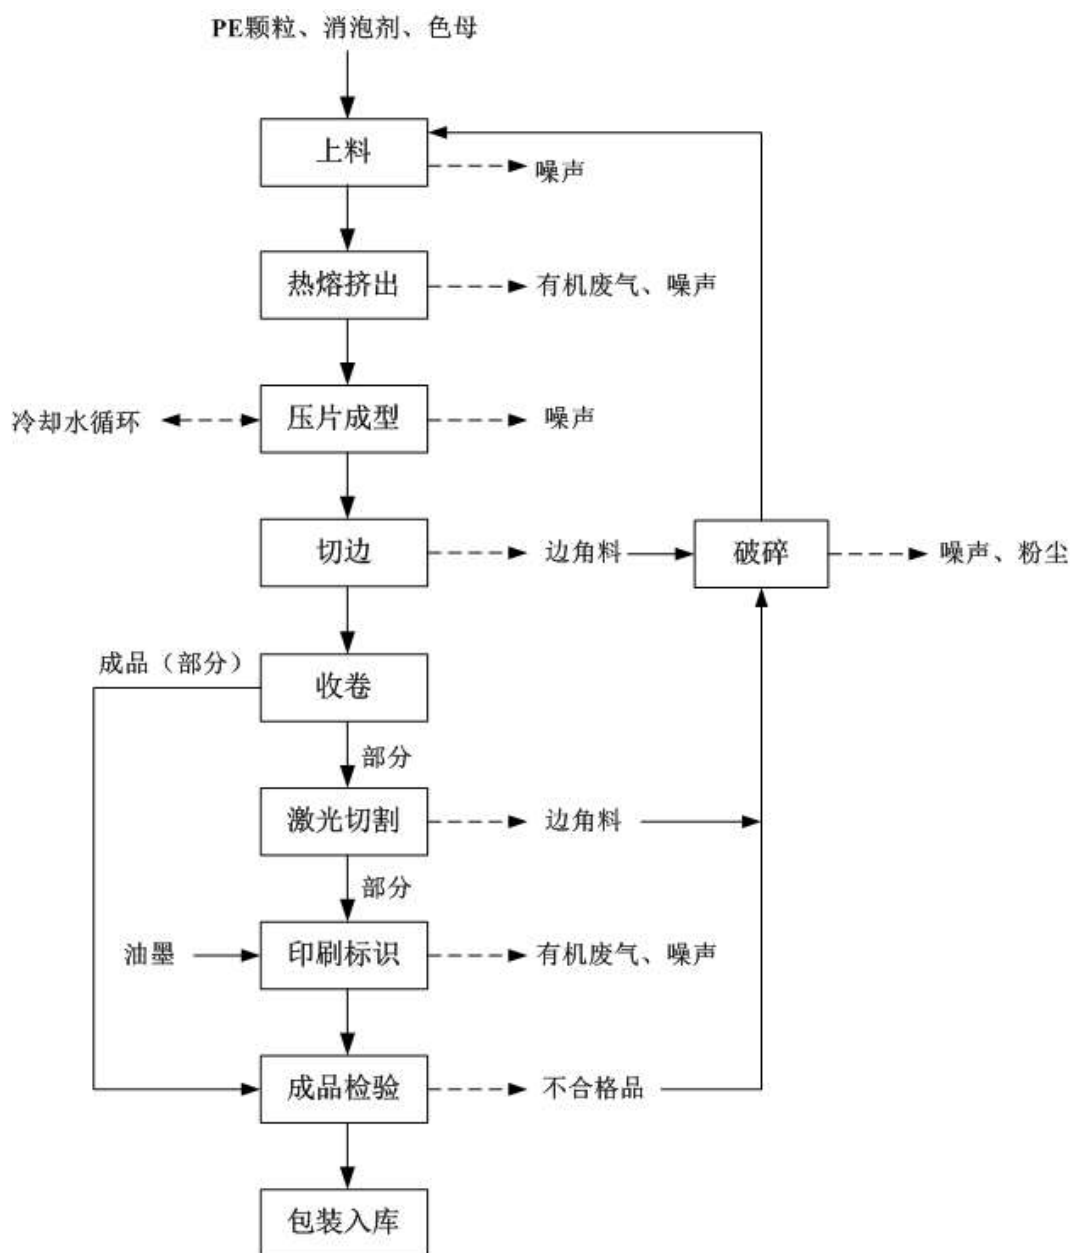 PE颗粒、消泡剂、色母
上料
噪声
热熔挤出
有机废气、噪声
冷却水循环
压片成型
噪声
切边
边角料
破碎
噪声、粉尘
成品（部分）
收卷
部分
激光切割
边角料
部分
油墨
印刷标识
有机废气、噪声
成品检验
不合格品
包装入库